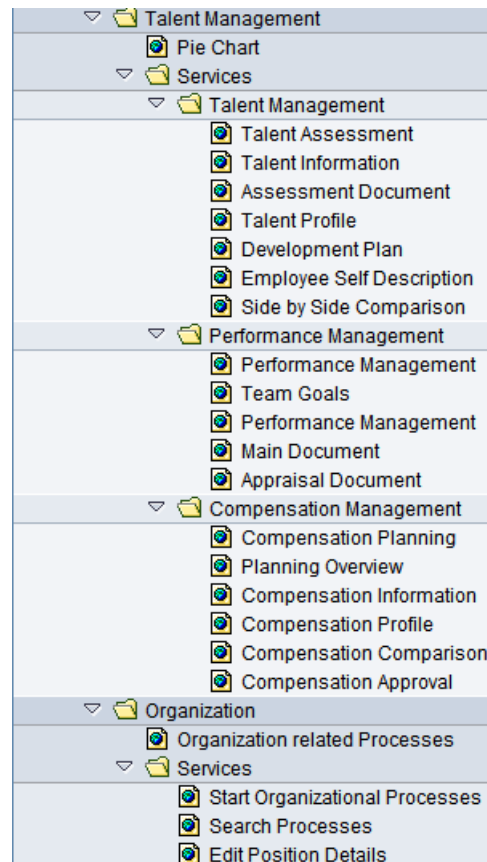 Talent Management
Pie Chart
Services
Talent Management
Talent Assessment
Talent Information
Assessment Document
Talent Profile
Development Plan
Employee Self Description
Side by Side Comparison
Performance Management
Performance Management
Team Goals
Performance Management
Main Document
Appraisal Document
Compensation Management
Compensation Planning
Planning Overview
Compensation Information
Compensation Profile
Compensation Comparison
Compensation Approval
Organization
Organization related Processes
Services
Start Organizational Processes
Search Processes
Edit Position Details